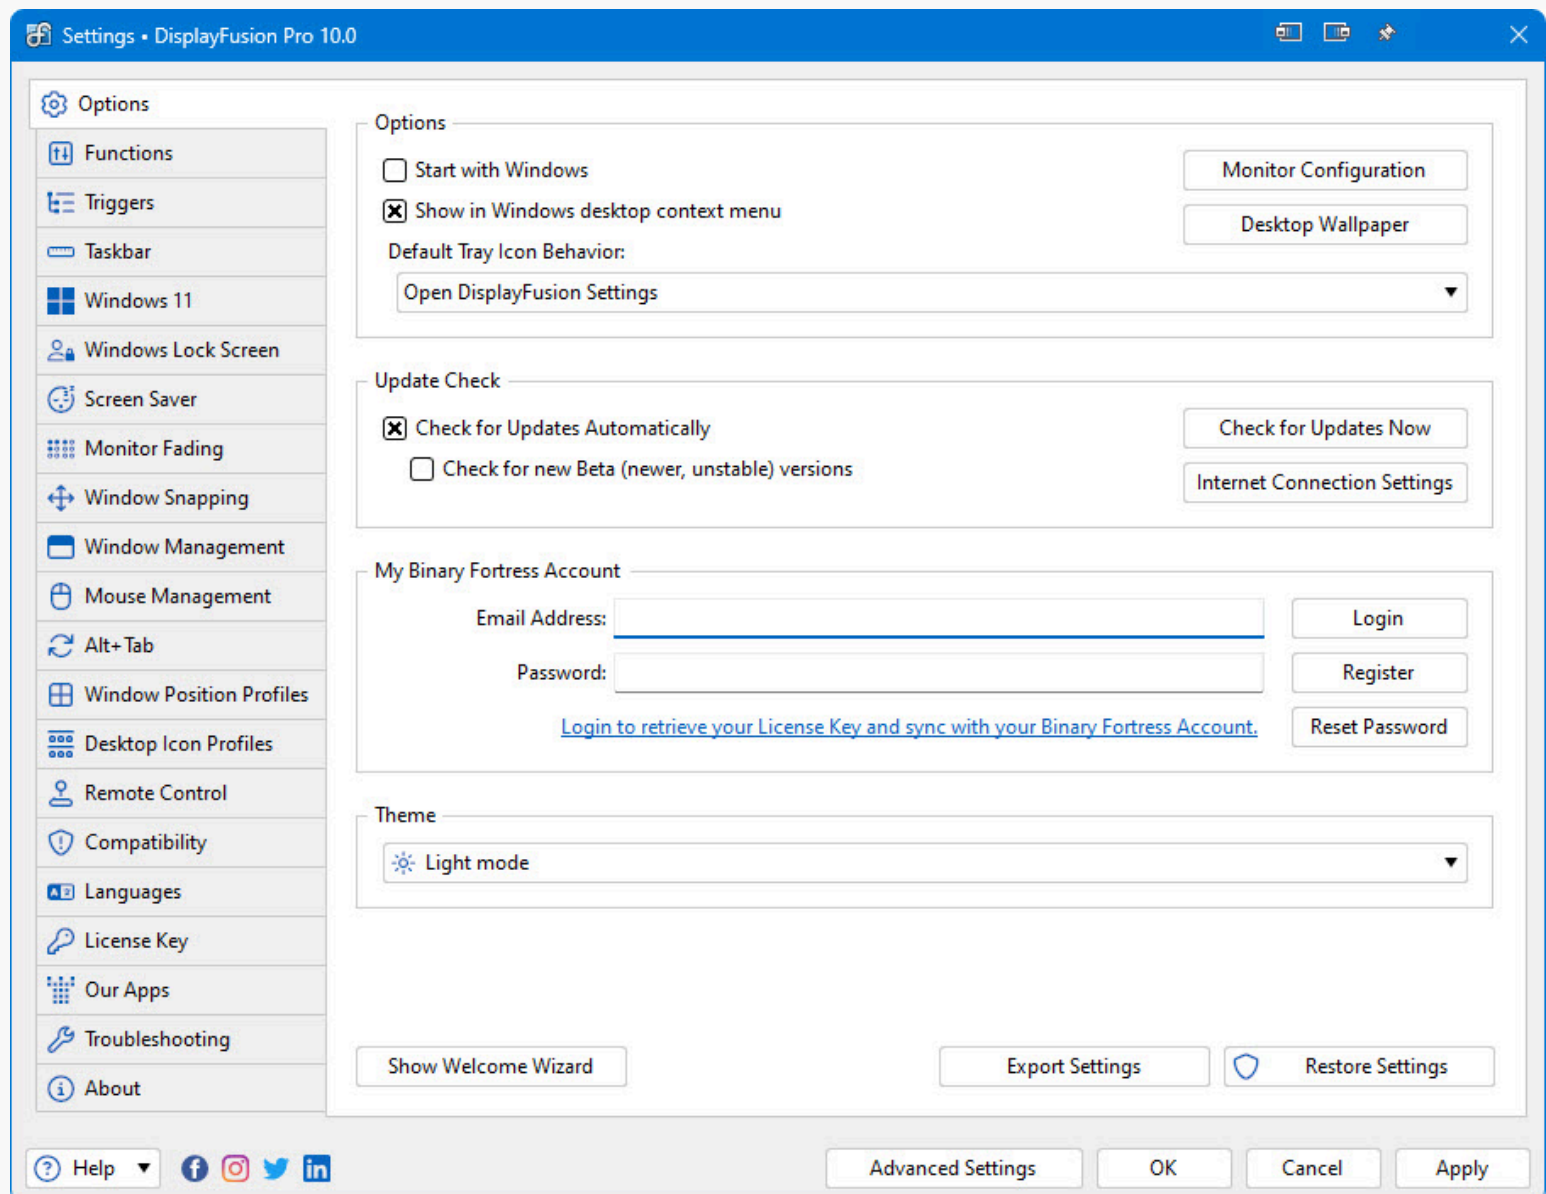 Settings • DisplayFusion Pro 10.0
Options
Functions
Triggers
Taskbar
Windows 11
Windows Lock Screen
Screen Saver
Monitor Fading
Window Snapping
Window Management
Mouse Management
Alt+Tab
Window Position Profiles
Desktop Icon Profiles
Remote Control
Compatibility
Languages
License Key
Our Apps
Troubleshooting
About
Options
Start with Windows
Monitor Configuration
Show in Windows desktop context menu
Desktop Wallpaper
Default Tray Icon Behavior:
Open DisplayFusion Settings
Update Check
Check for Updates Automatically
Check for Updates Now
Check for new Beta (newer, unstable) versions
Internet Connection Settings
My Binary Fortress Account
Email Address:
Login
Password:
Register
Login to retrieve your License Key and sync with your Binary Fortress Account.
Reset Password
Theme
Light mode
Show Welcome Wizard
Export Settings
Restore Settings
Help
Advanced Settings
OK
Cancel
Apply